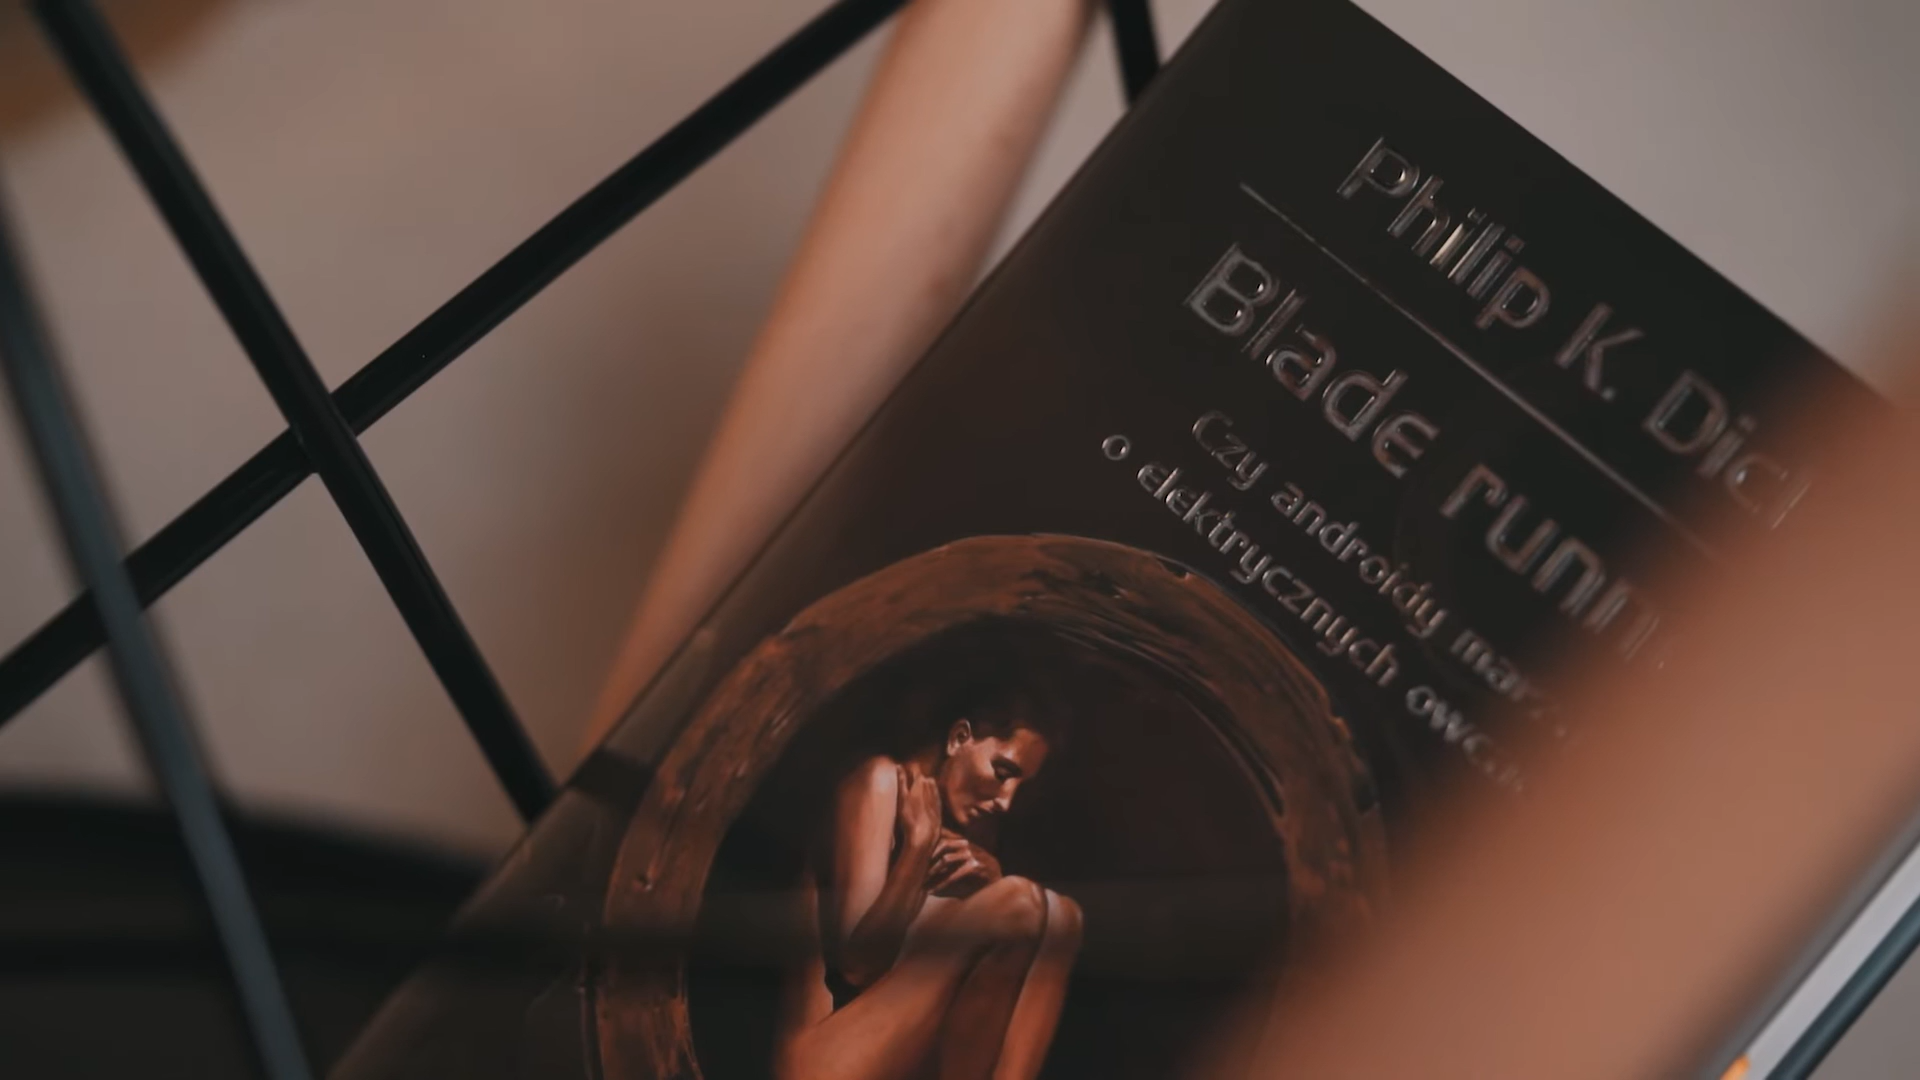 Philip K. Dic
Blade runn
Czy androidy mar
o elektrycznych owc